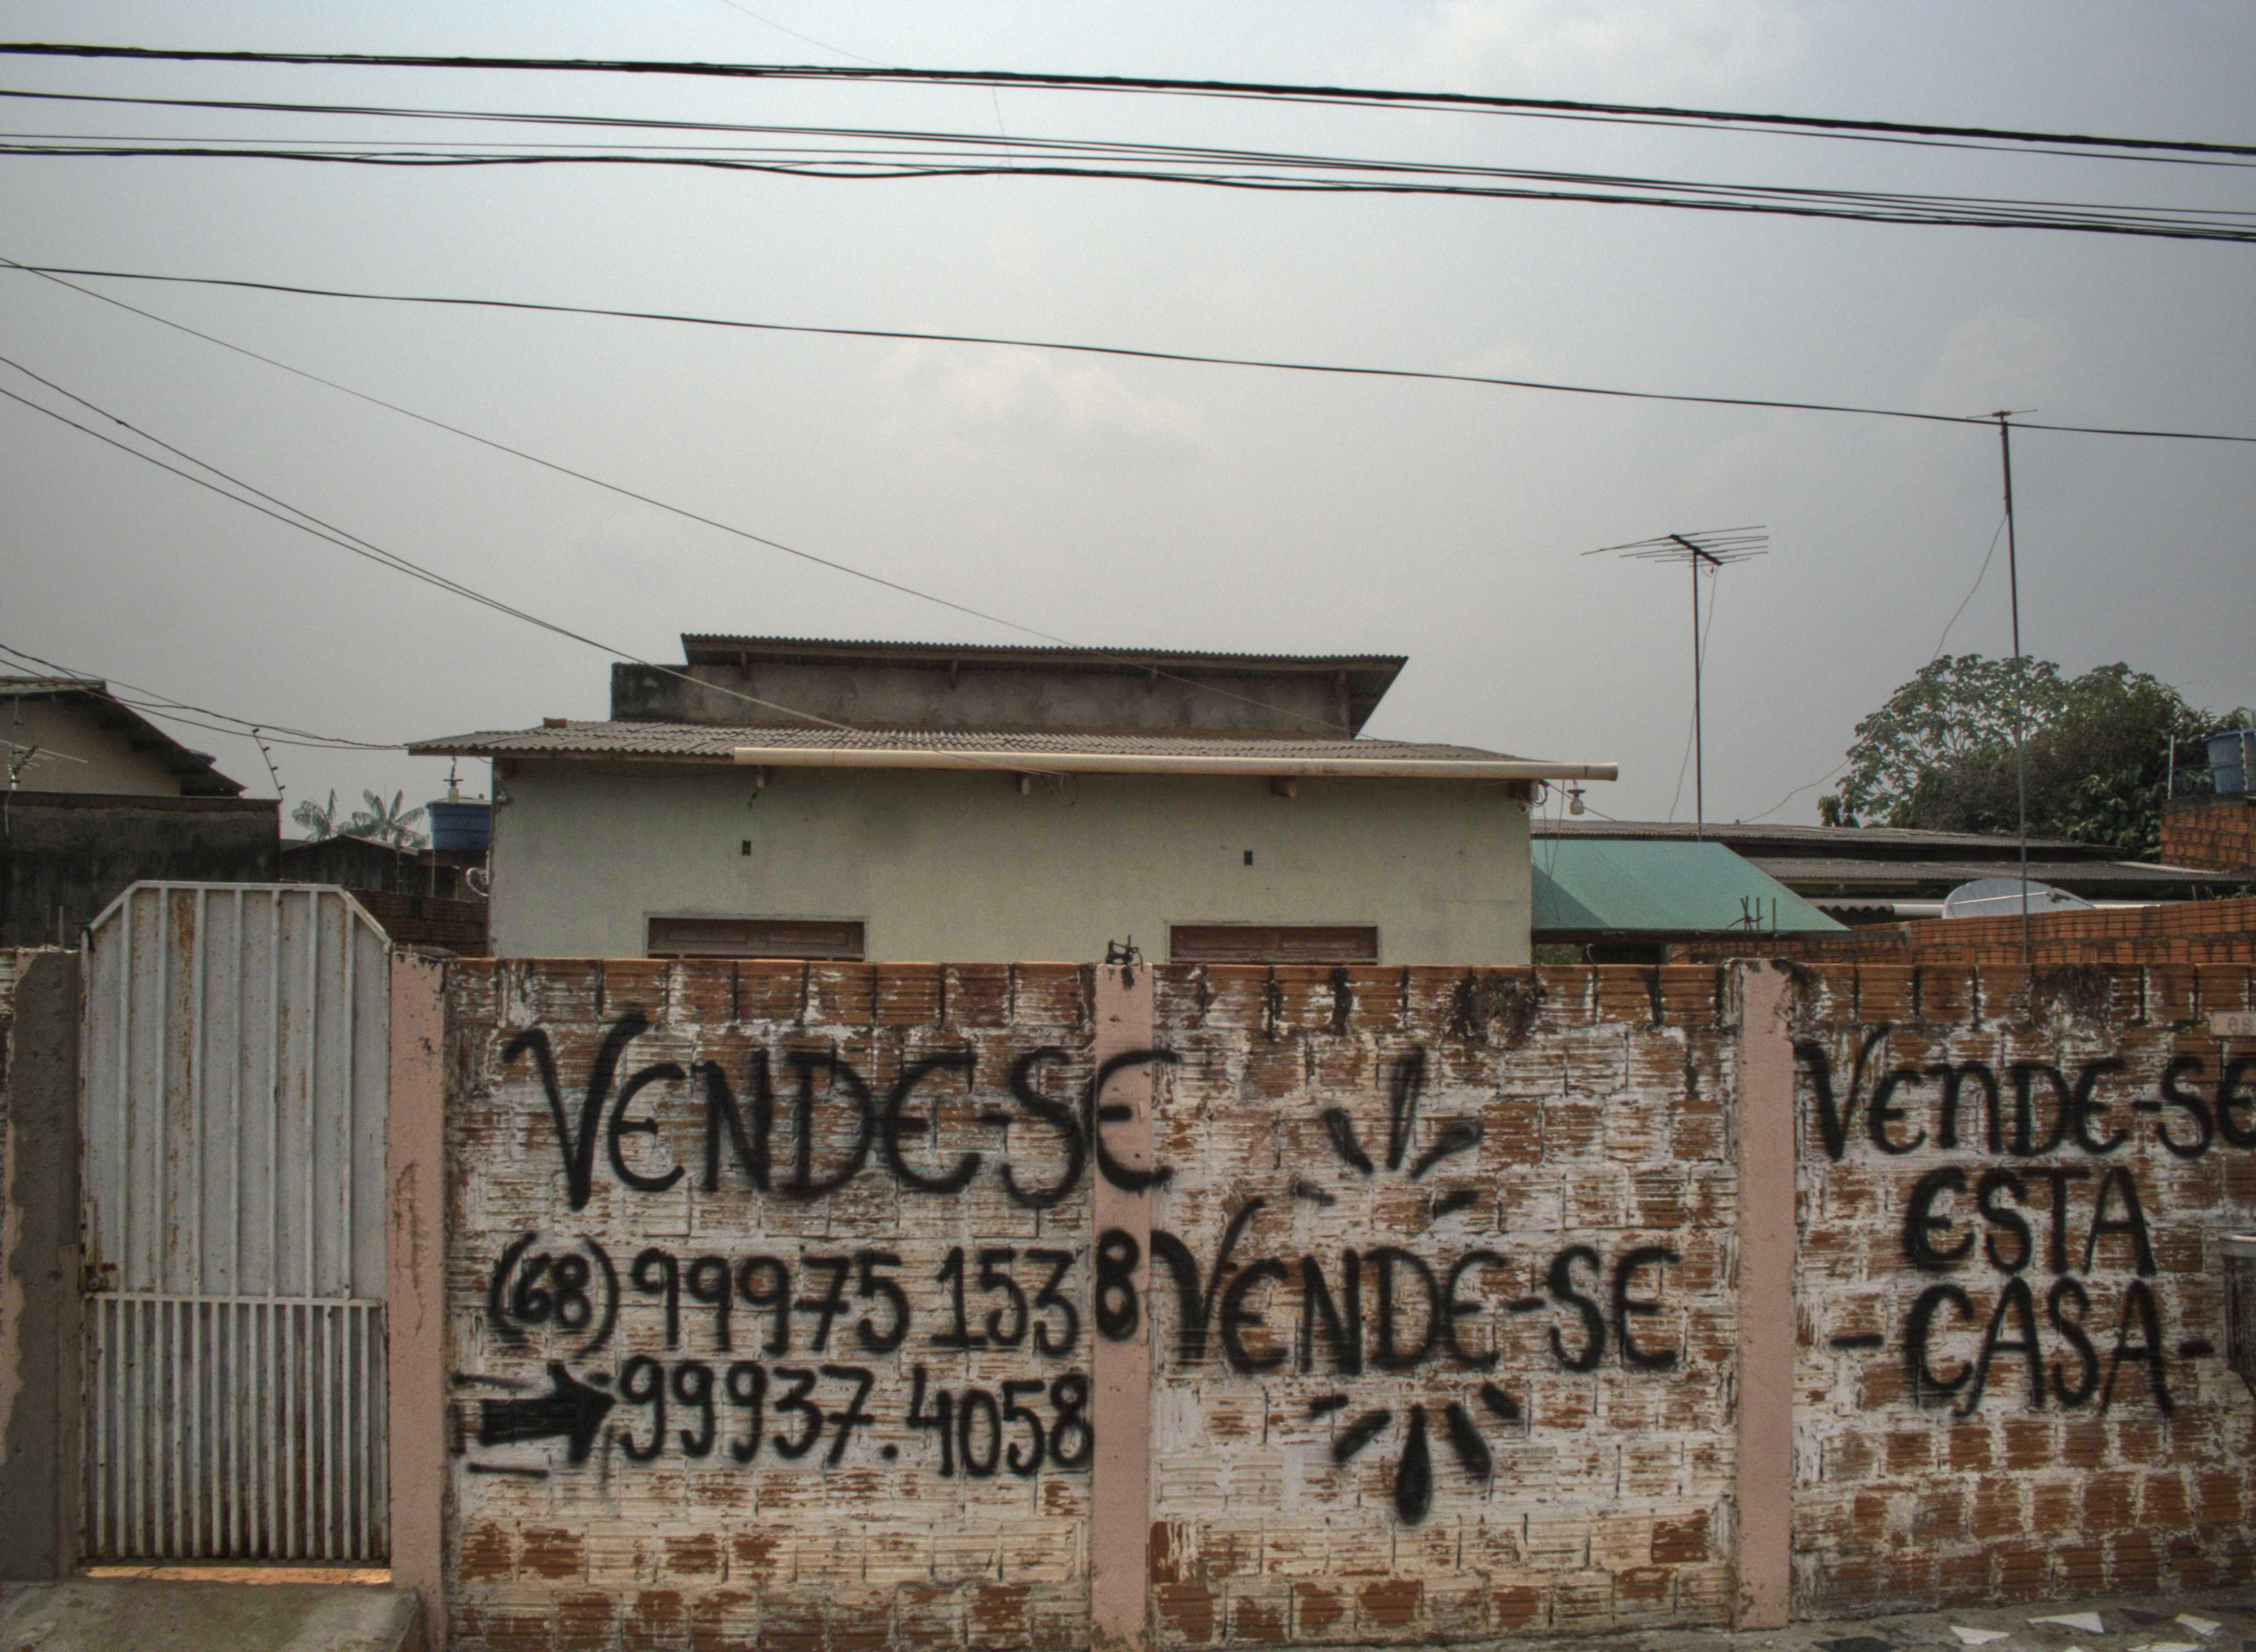 VENDE-SE
(68) 99975 1538
99937.4058
VENDE-SE
VENDE-SE
ESTA
-CASA-